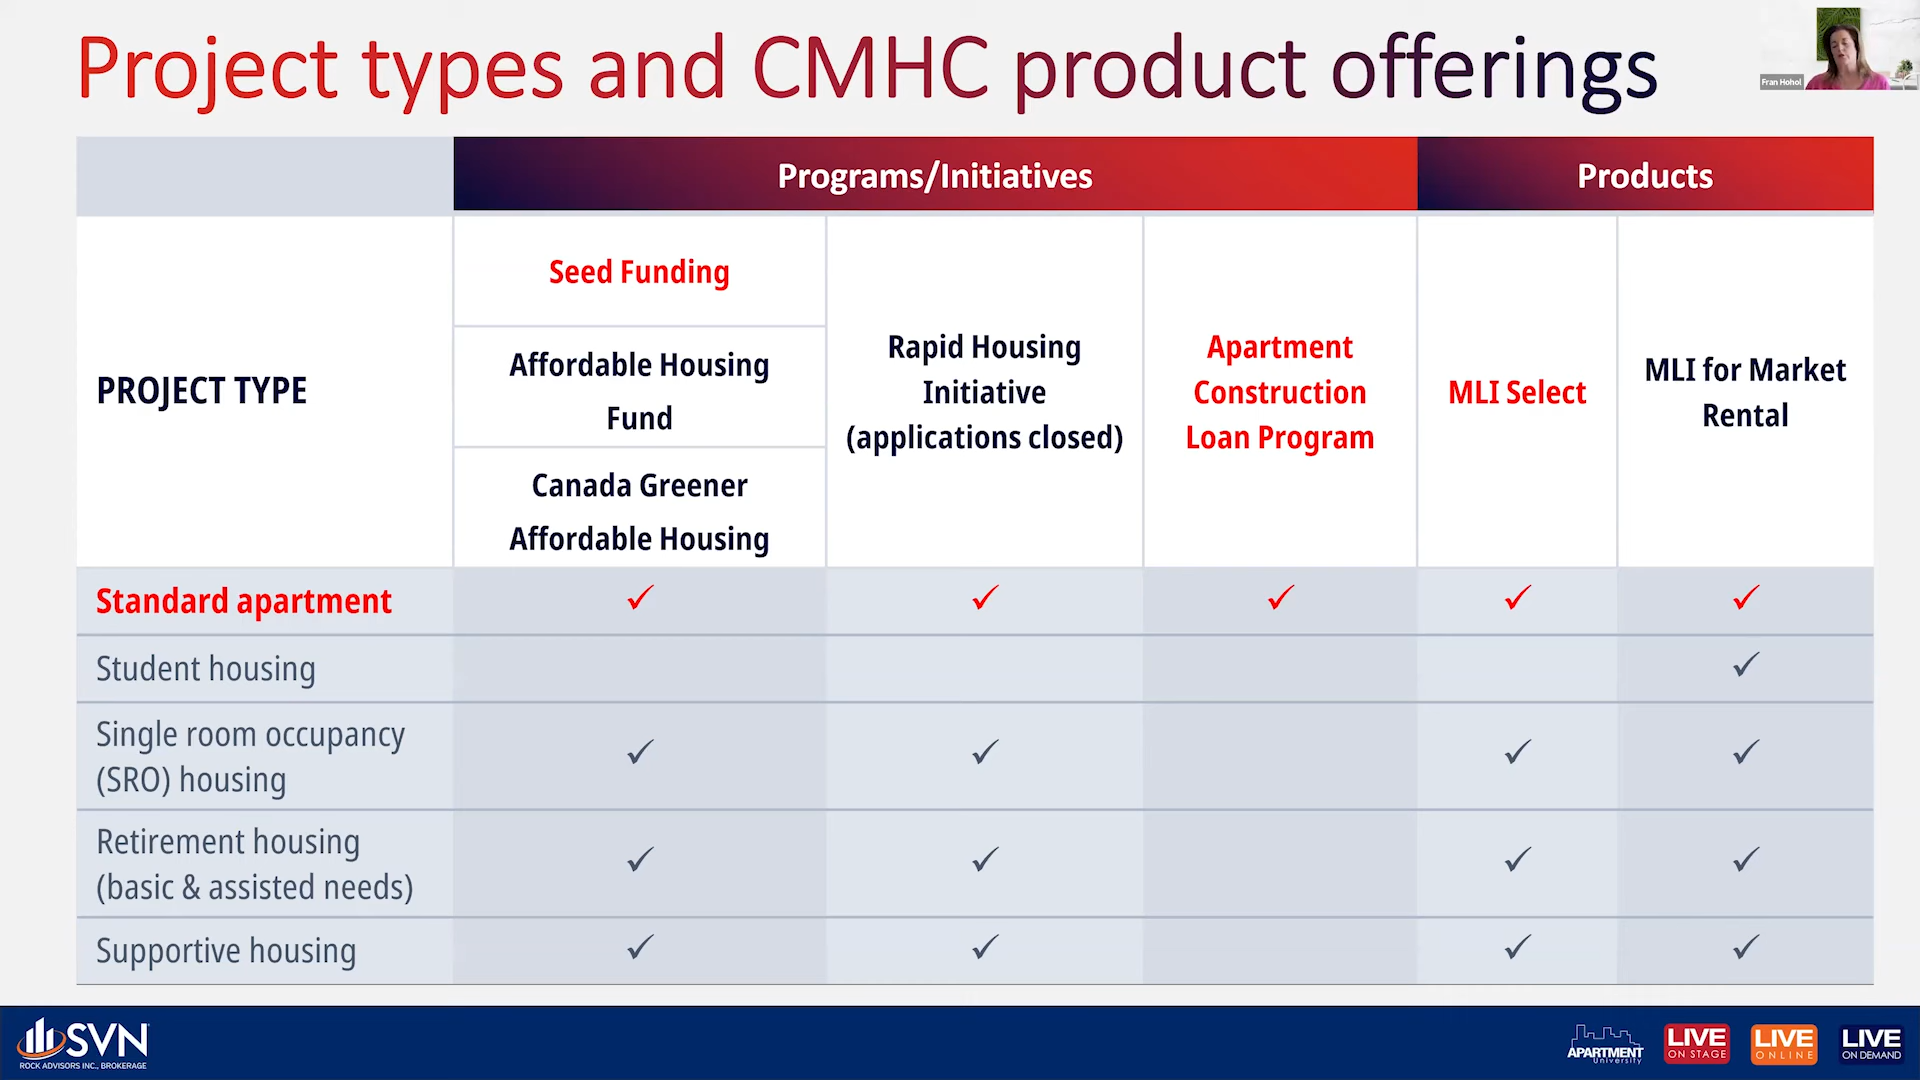 Project types and CMHC product offerings
Fran Hohol
Programs/Initiatives
Products
PROJECT TYPE
Seed Funding
Affordable Housing
Fund
Canada Greener
Affordable Housing
Rapid Housing
Initiative
(applications closed)
Apartment
Construction
Loan Program
MLI Select
MLI for Market
Rental
Standard apartment
✓ ✓ ✓ ✓ ✓
Student housing
✓
Single room occupancy
(SRO) housing
✓ ✓ ✓ ✓
Retirement housing
(basic & assisted needs)
✓ ✓ ✓ ✓
Supportive housing
✓ ✓ ✓ ✓
SVN
ROCK ADVISORS INC., BROKERAGE
APARTMENT
University
LIVE
ON STAGE
LIVE
ONLINE
LIVE
ON DEMAND